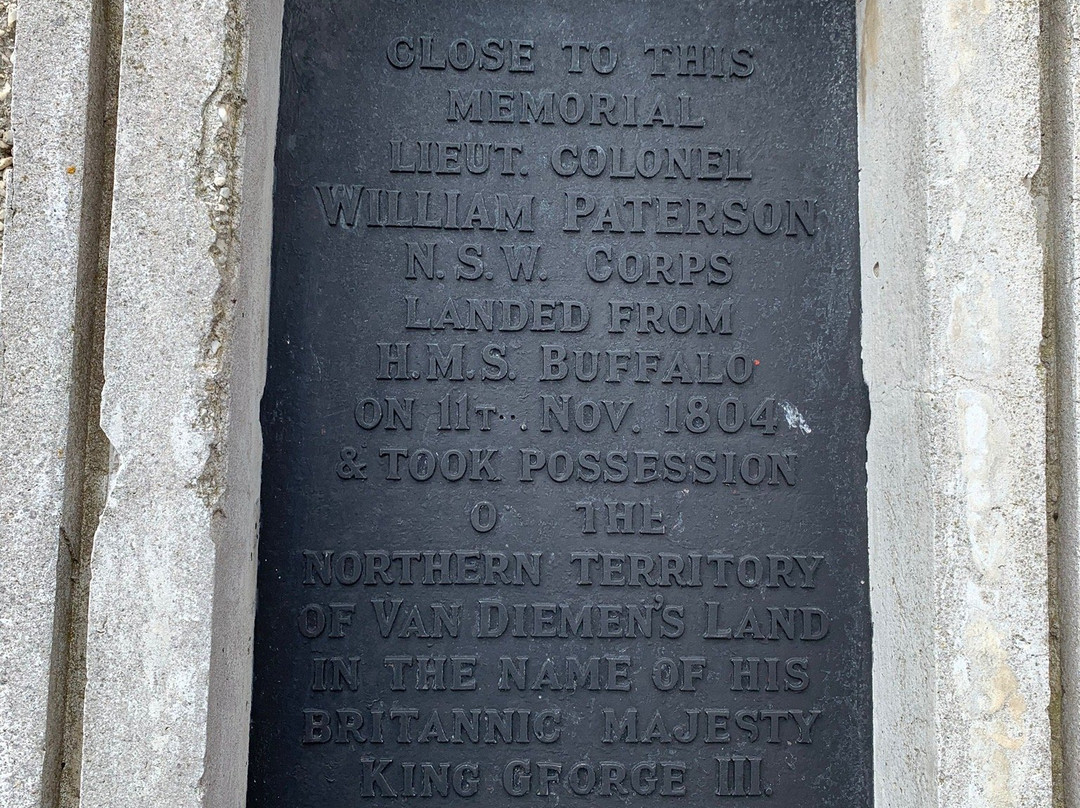 CLOSE TO THIS
MEMORIAL
LIEUT. COLONEL
WILLIAM PATERSON
N.S.W. CORPS
LANDED FROM
H.M.S. BUFFALO
ON 11T.. NOV. 1804
& TOOK POSSESSION
O THE
NORTHERN TERRITORY
OF VAN DIEMEN'S LAND
IN THE NAME OF HIS
BRITANNIC MAJESTY
KING GEORGE III.